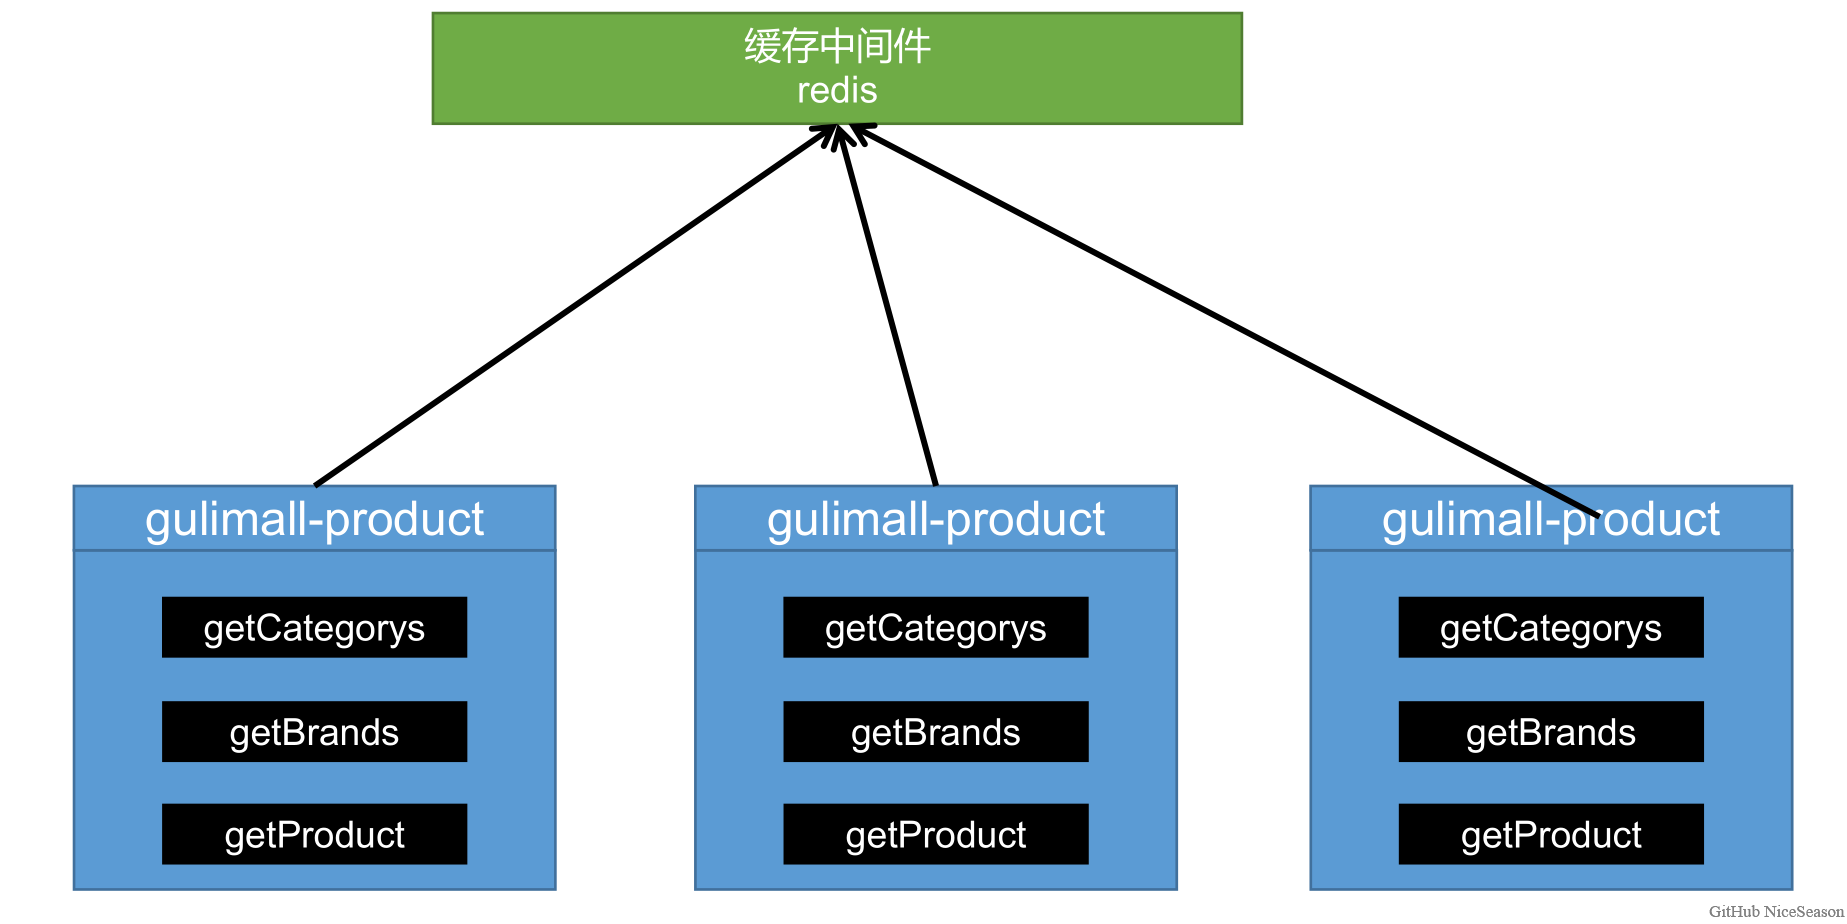 缓存中间件
redis
gulimall-product
getCategorys
getBrands
getProduct
gulimall-product
getCategorys
getBrands
getProduct
gulimall-product
getCategorys
getBrands
getProduct
GitHub NiceSeason